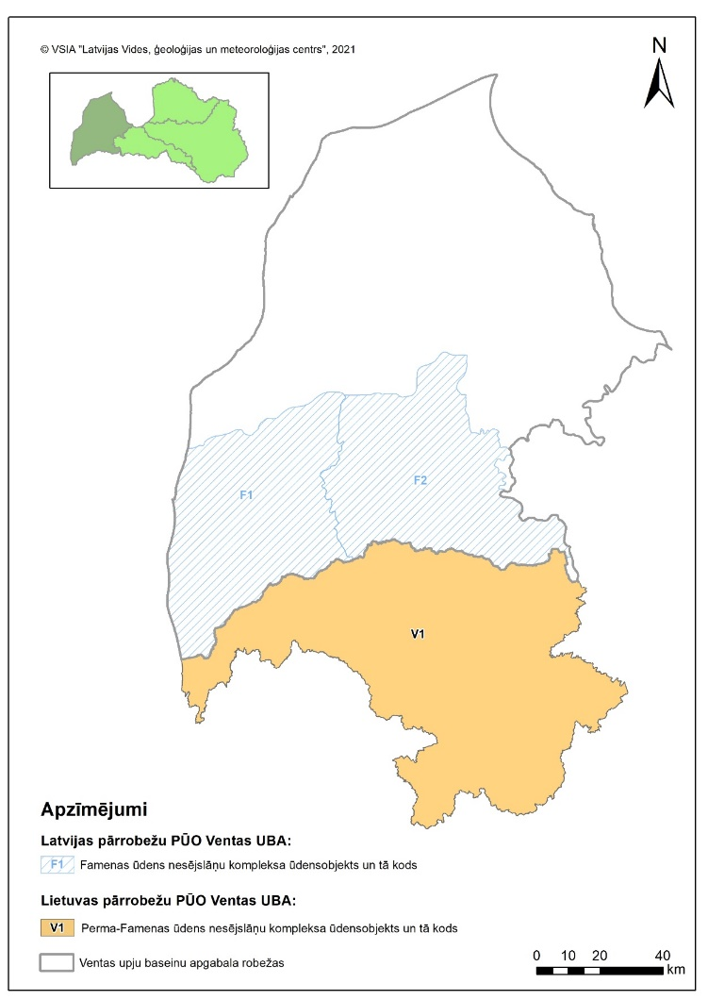 © VSIA "Latvijas Vides, ģeoloģijas un meteoroloģijas centrs", 2021
N
F1
F2
V1
Apzīmējumi
Latvijas pārrobežu PŪO Ventas UBA:
F1 Famenas ūdens nesējslāņu kompleksa ūdensobjekts un tā kods
Lietuvas pārrobežu PŪO Ventas UBA:
V1 Perma-Famenas ūdens nesējslāņu kompleksa ūdensobjekts un tā kods
Ventas upju baseinu apgabala robežas
0 10 20 40
km